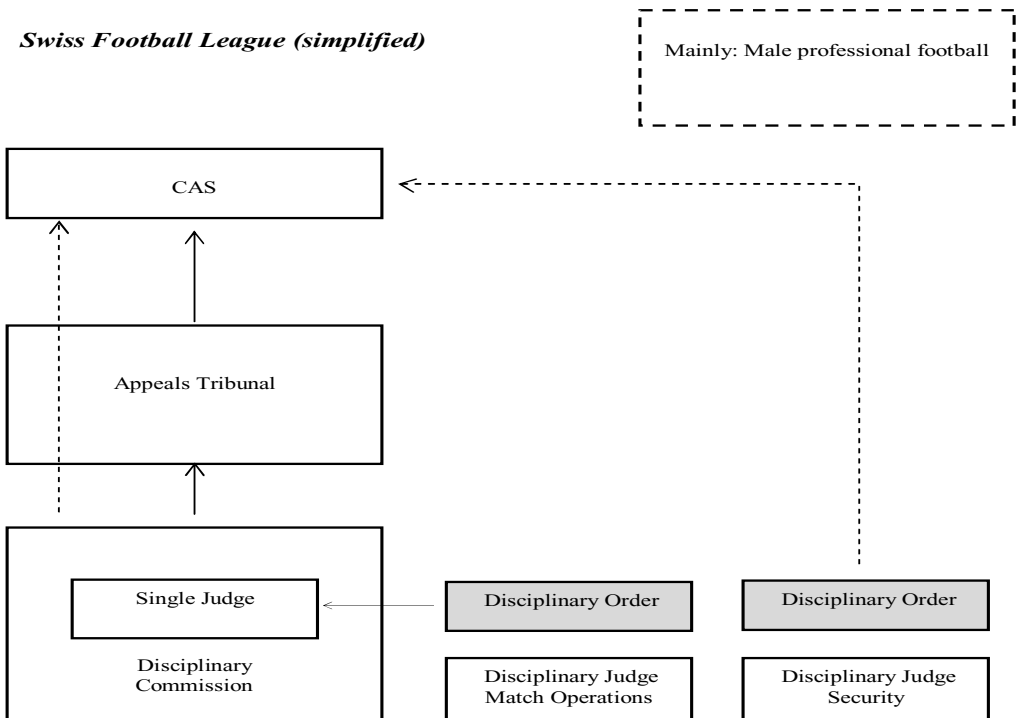 Swiss Football League (simplified)
Mainly: Male professional football
CAS
Appeals Tribunal
Single Judge
Disciplinary
Commission
Disciplinary Order
Disciplinary Order
Disciplinary Judge
Match Operations
Disciplinary Judge
Security